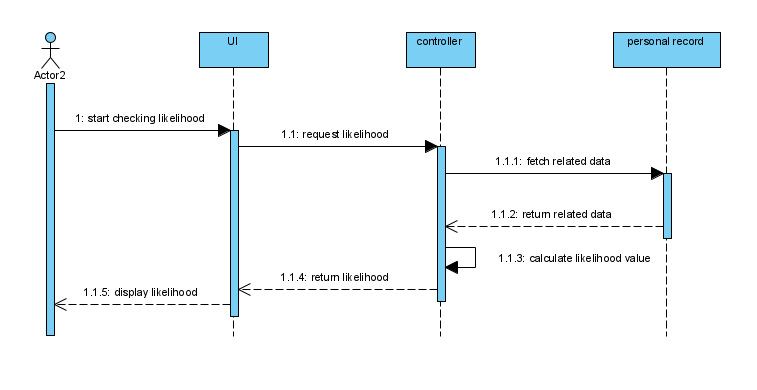 UI
controller
personal record
Actor2
1: start checking likelihood
1.1: request likelihood
1.1.1: fetch related data
1.1.2: return related data
1.1.3: calculate likelihood value
1.1.4: return likelihood
1.1.5: display likelihood